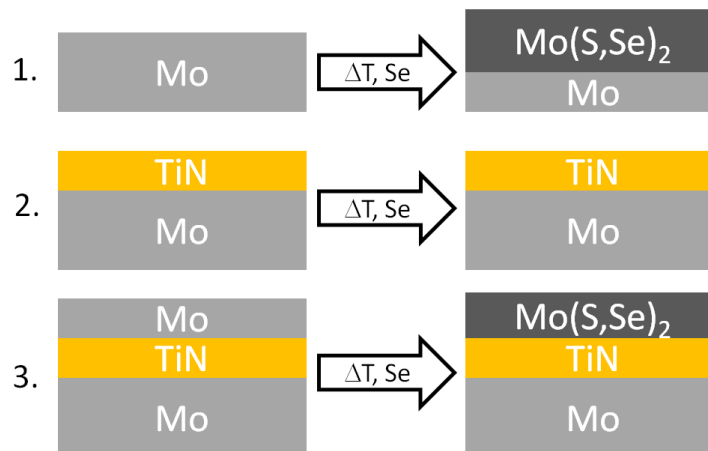 1. Mo ΔT, Se Mo(S,Se)₂
Mo
2. TiN ΔT, Se TiN
Mo Mo
3. Mo ΔT, Se Mo(S,Se)₂
TiN TiN
Mo Mo